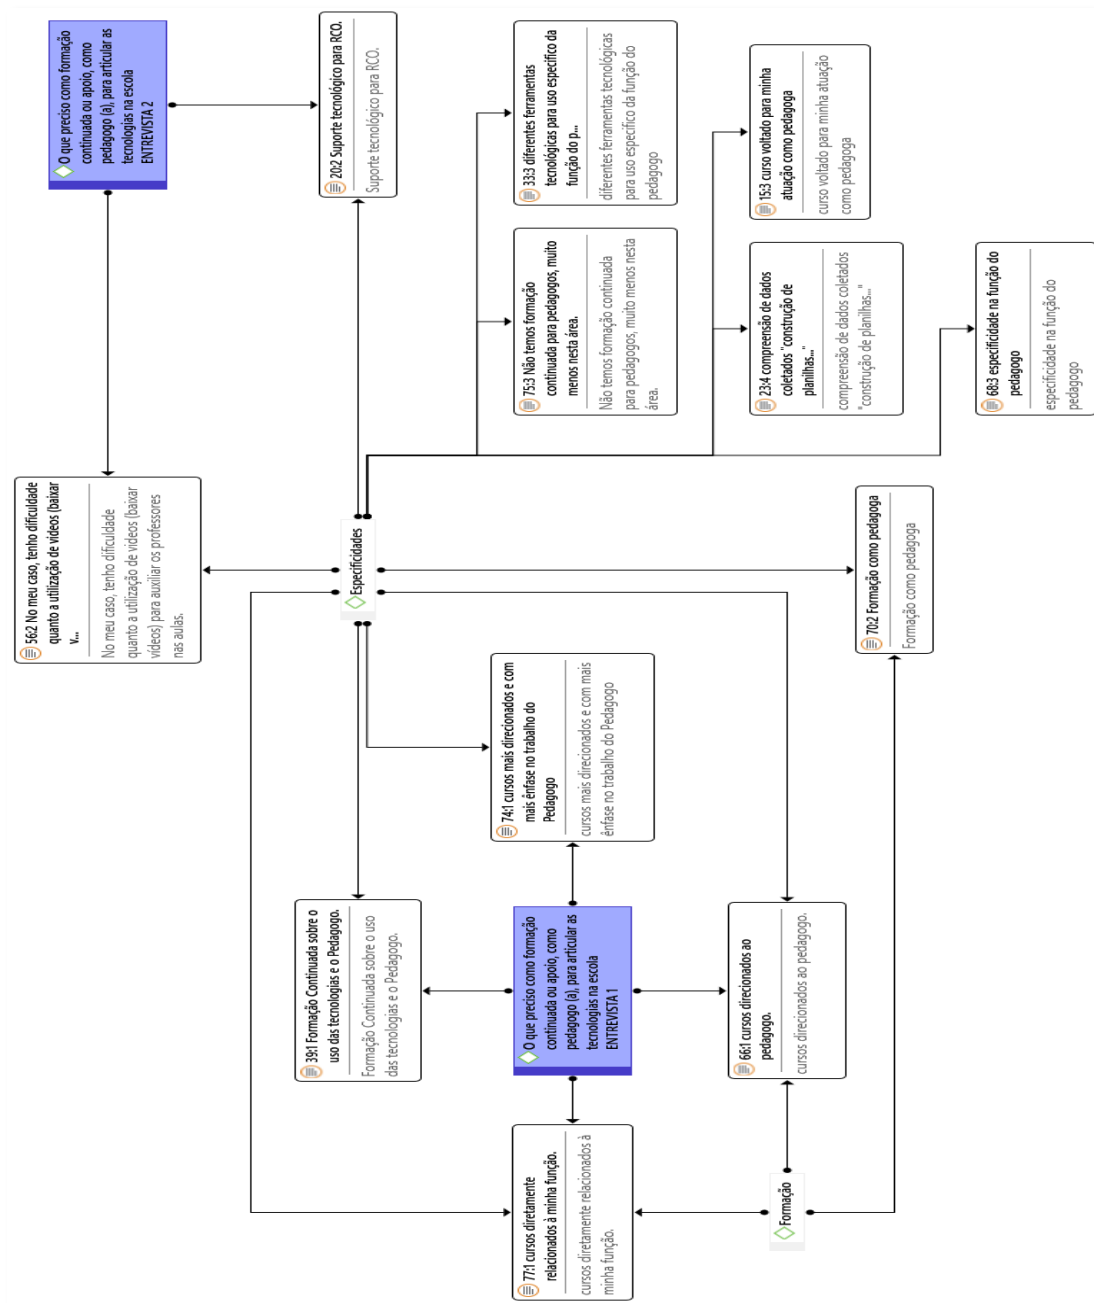 O que preciso como formação
continuada ou apoio, como
pedagogo (a), para articular as
tecnologias na escola
ENTREVISTA 2
20:2 Suporte tecnológico para RCO.
Suporte tecnológico para RCO.
33:3 diferentes ferramentas
tecnológicas para uso específico da
função do p...
diferentes ferramentas tecnológicas
para uso específico da função do
pedagogo
15:3 curso voltado para minha
atuação como pedagoga
curso voltado para minha atuação
como pedagoga
56:2 No meu caso, tenho dificuldade
quanto a utilização de vídeos (baixar
v...
No meu caso, tenho dificuldade
quanto a utilização de vídeos (baixar
vídeos) para auxiliar os professores
nas aulas.
Especificidades
75:3 Não temos formação
continuada para pedagogos, muito
menos nesta área.
Não temos formação continuada
para pedagogos, muito menos nesta
área.
23:4 compreensão de dados
coletados "construção de
planilhas..."
compreensão de dados coletados
"construção de planilhas..."
68:3 especificidade na função do
pedagogo
especificidade na função do
pedagogo
74:1 cursos mais direcionados e com
mais ênfase no trabalho do
Pedagogo
cursos mais direcionados e com mais
ênfase no trabalho do Pedagogo
70:2 Formação como pedagoga
Formação como pedagoga
39:1 Formação Continuada sobre o
uso das tecnologias e o Pedagogo.
Formação Continuada sobre o uso
das tecnologias e o Pedagogo.
O que preciso como formação
continuada ou apoio, como
pedagogo (a), para articular as
tecnologias na escola
ENTREVISTA 1
66:1 cursos direcionados ao
pedagogo.
cursos direcionados ao pedagogo.
77:1 cursos diretamente
relacionados à minha função.
cursos diretamente relacionados à
minha função.
Formação